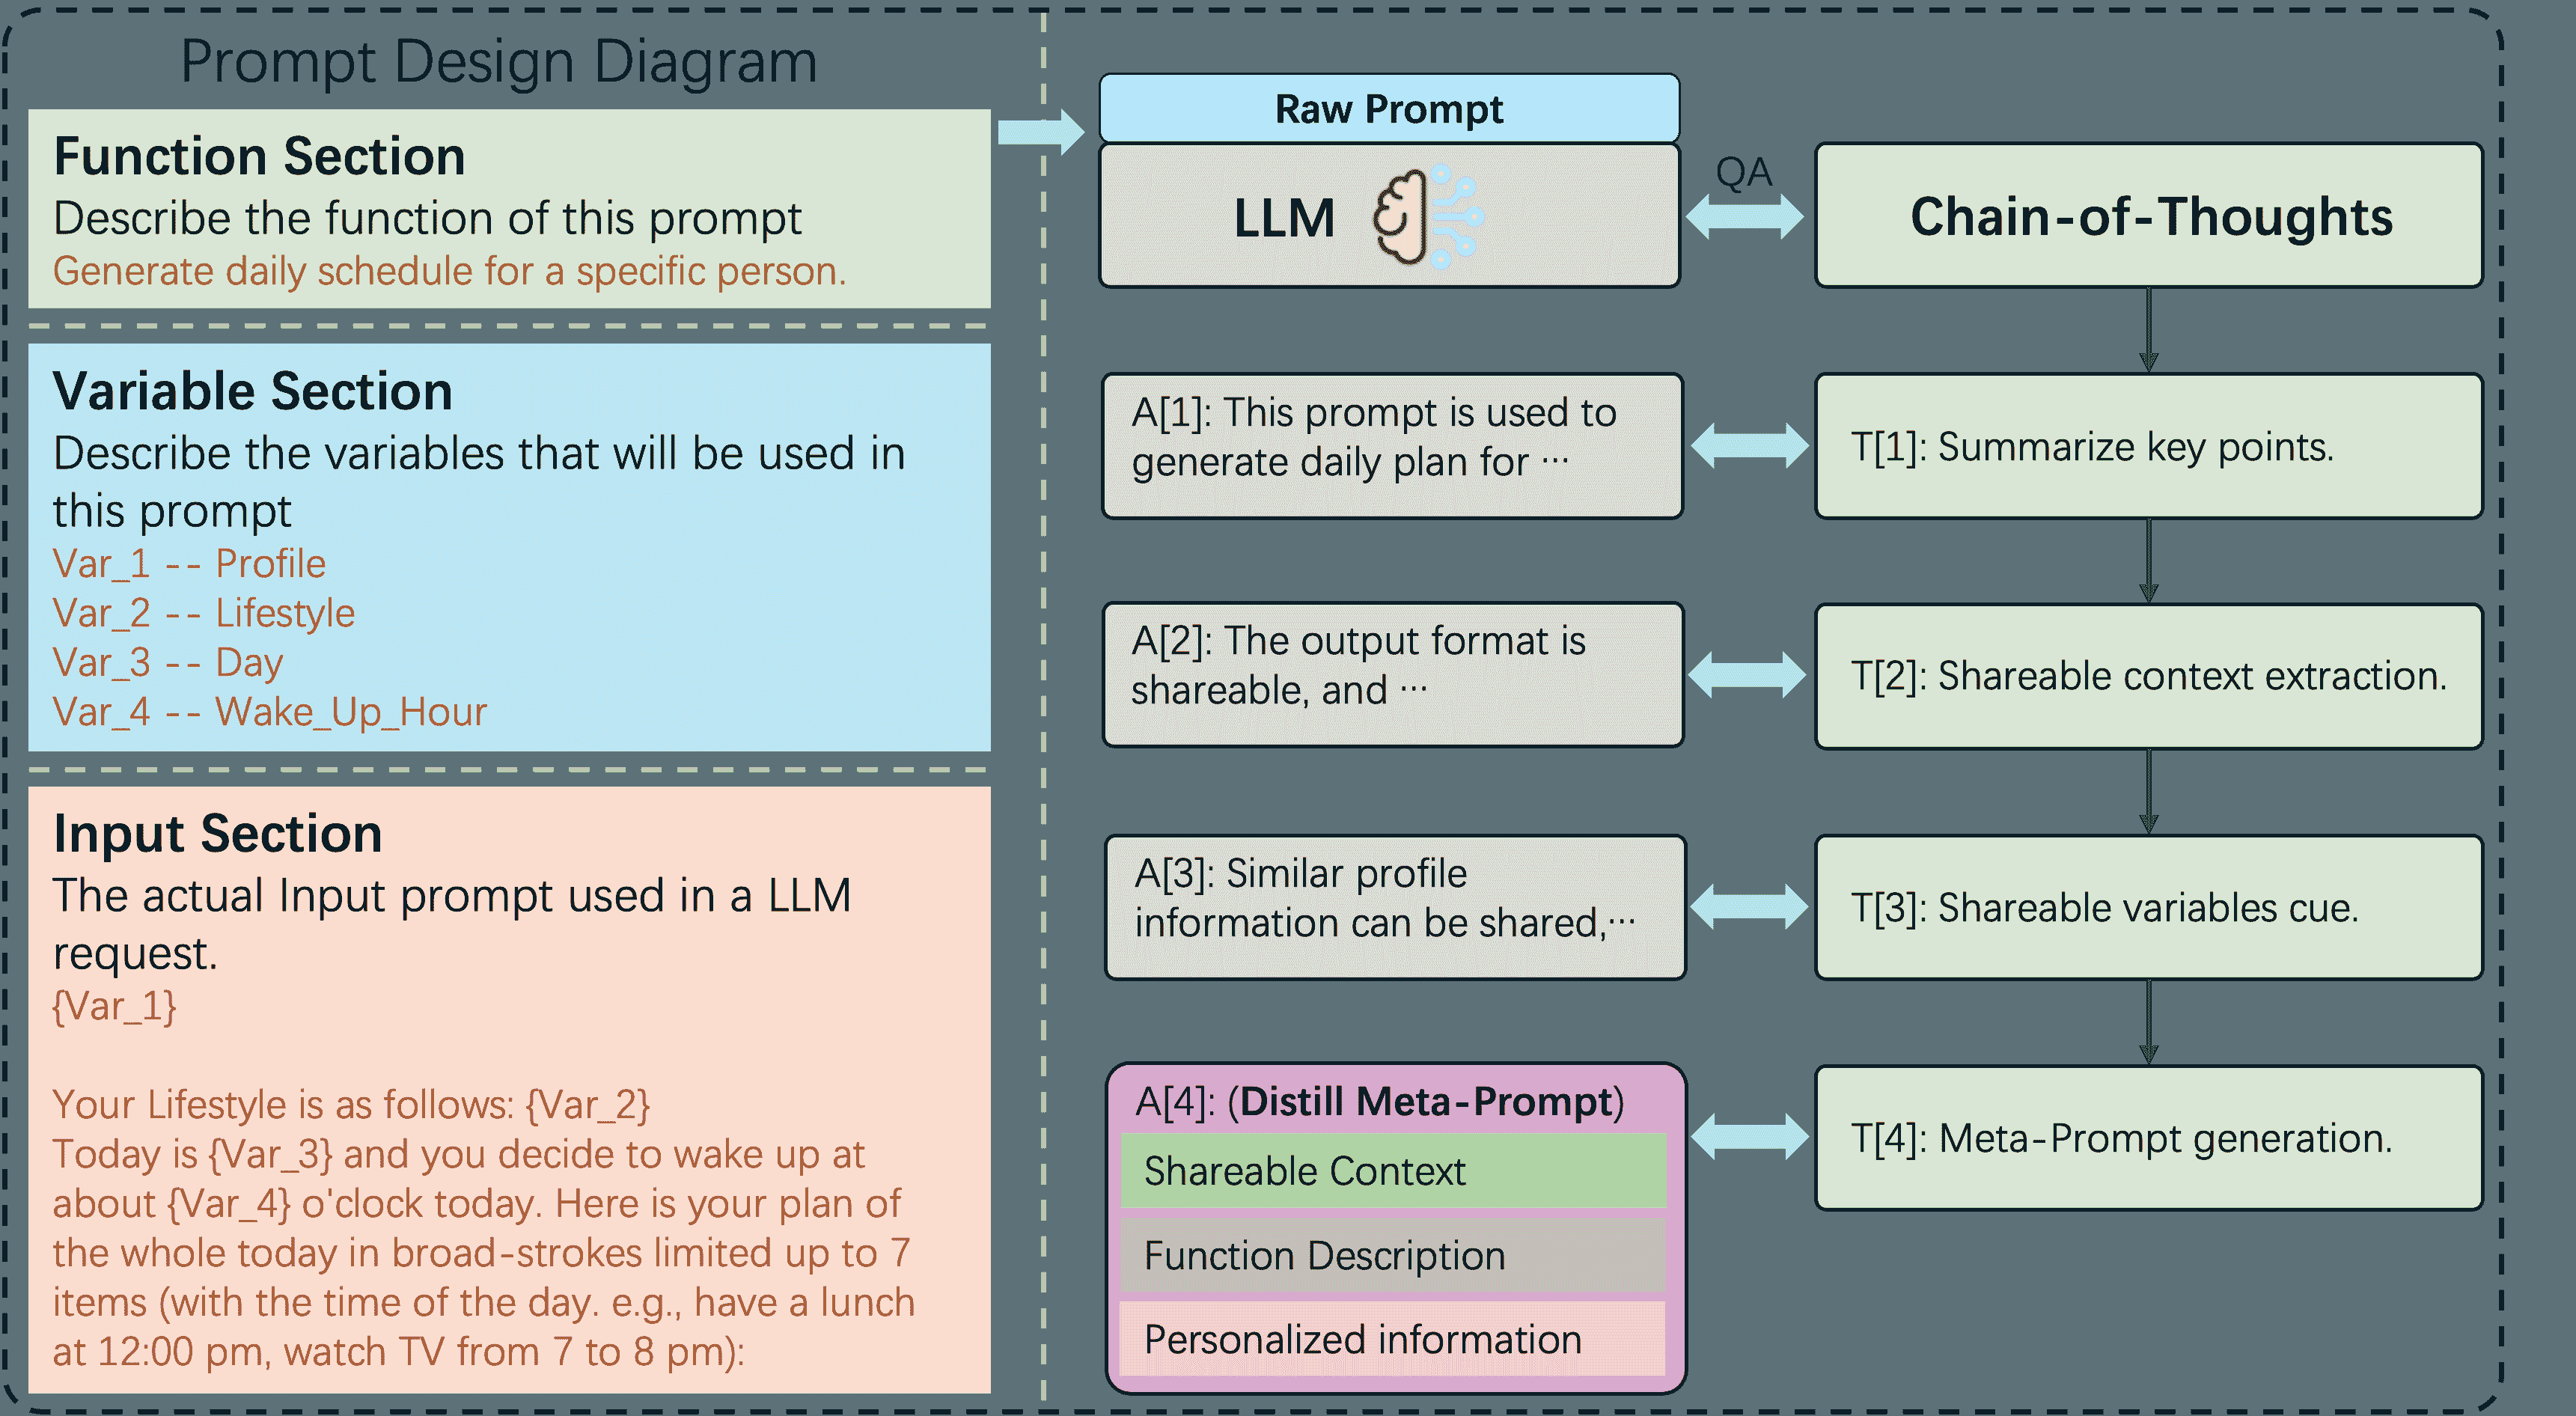 Prompt Design Diagram
Function Section
Describe the function of this prompt
Generate daily schedule for a specific person.
Variable Section
Describe the variables that will be used in
this prompt
Var_1 -- Profile
Var_2 -- Lifestyle
Var_3 -- Day
Var_4 -- Wake_Up_Hour
Input Section
The actual Input prompt used in a LLM
request.
{Var_1}
Your Lifestyle is as follows: {Var_2}
Today is {Var_3} and you decide to wake up at
about {Var_4} o'clock today. Here is your plan of
the whole today in broad-strokes limited up to 7
items (with the time of the day. e.g., have a lunch
at 12:00 pm, watch TV from 7 to 8 pm):
Raw Prompt
LLM
QA
Chain-of-Thoughts
A[1]: This prompt is used to
generate daily plan for ···
T[1]: Summarize key points.
A[2]: The output format is
shareable, and ···
T[2]: Shareable context extraction.
A[3]: Similar profile
information can be shared,···
T[3]: Shareable variables cue.
A[4]: (Distill Meta-Prompt)
Shareable Context
Function Description
Personalized information
T[4]: Meta-Prompt generation.